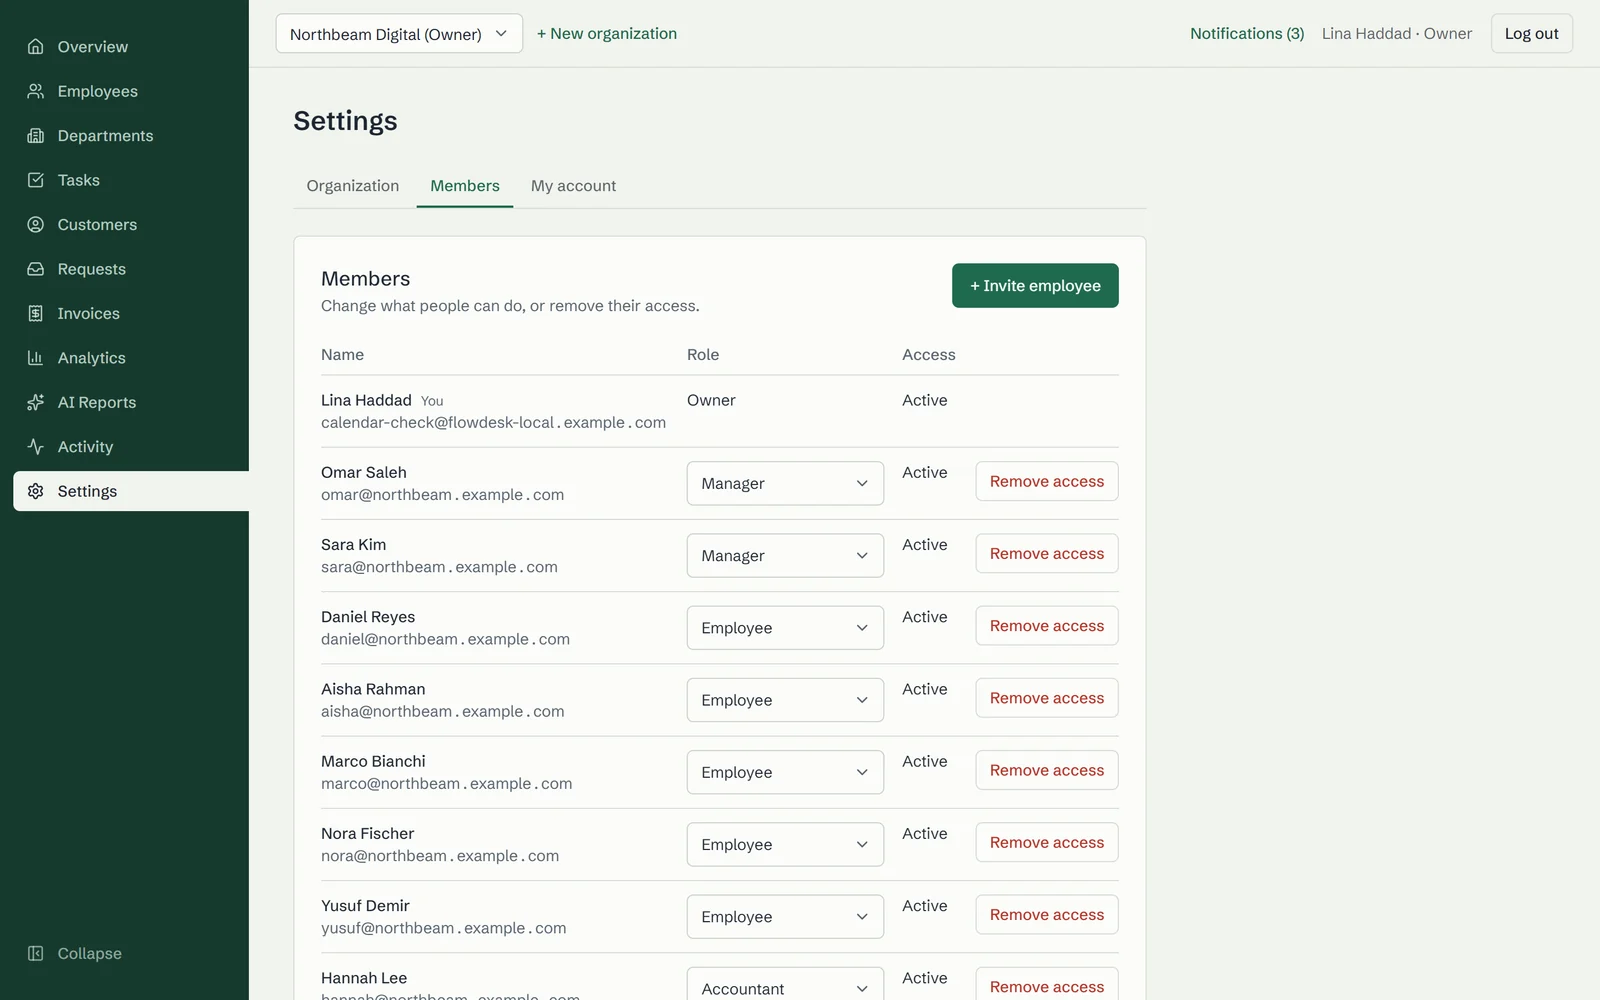 Overview
Employees
Departments
Tasks
Customers
Requests
Invoices
Analytics
AI Reports
Activity
Settings
Collapse
Northbeam Digital (Owner) + New organization Notifications (3) Lina Haddad · Owner Log out
Settings
Organization Members My account
Members
Change what people can do, or remove their access.
+ Invite employee
Name Role Access
Lina Haddad You Owner Active
calendar-check@flowdesk-local.example.com
Omar Saleh Manager Active Remove access
omar@northbeam.example.com
Sara Kim Manager Active Remove access
sara@northbeam.example.com
Daniel Reyes Employee Active Remove access
daniel@northbeam.example.com
Aisha Rahman Employee Active Remove access
aisha@northbeam.example.com
Marco Bianchi Employee Active Remove access
marco@northbeam.example.com
Nora Fischer Employee Active Remove access
nora@northbeam.example.com
Yusuf Demir Employee Active Remove access
yusuf@northbeam.example.com
Hannah Lee Accountant Active Remove access
hannah@northbeam.example.com